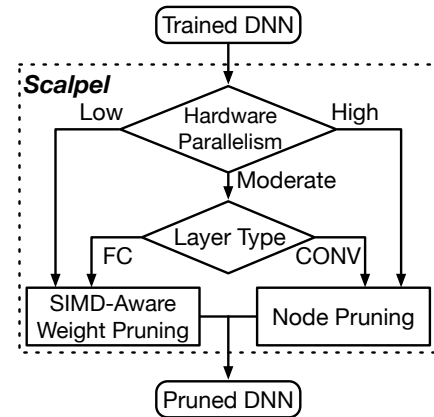 Trained DNN
Scalpel
Low
Hardware
Parallelism
High
Moderate
Layer Type
FC
CONV
SIMD-Aware
Weight Pruning
Node Pruning
Pruned DNN